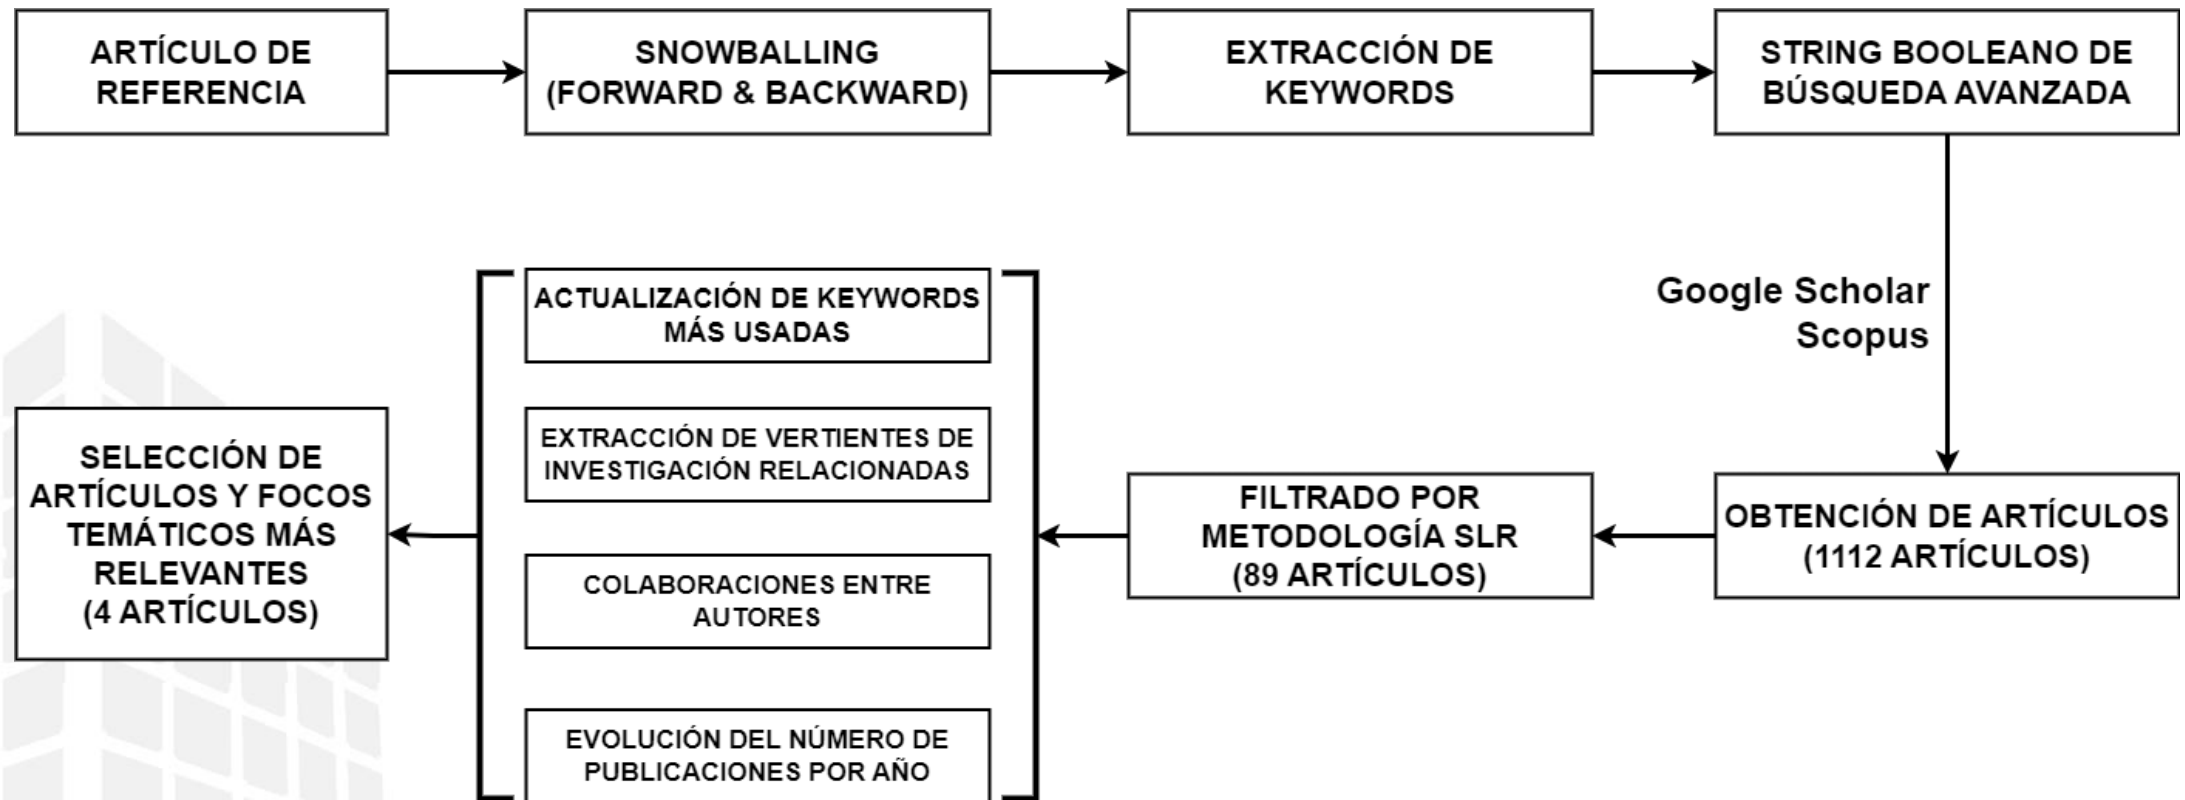 ARTÍCULO DE
REFERENCIA
SNOWBALLING
(FORWARD & BACKWARD)
EXTRACCIÓN DE
KEYWORDS
STRING BOOLEANO DE
BÚSQUEDA AVANZADA
Google Scholar
Scopus
OBTENCIÓN DE ARTÍCULOS
(1112 ARTÍCULOS)
FILTRADO POR
METODOLOGÍA SLR
(89 ARTÍCULOS)
ACTUALIZACIÓN DE KEYWORDS
MÁS USADAS
EXTRACCIÓN DE VERTIENTES DE
INVESTIGACIÓN RELACIONADAS
COLABORACIONES ENTRE
AUTORES
EVOLUCIÓN DEL NÚMERO DE
PUBLICACIONES POR AÑO
SELECCIÓN DE
ARTÍCULOS Y FOCOS
TEMÁTICOS MÁS
RELEVANTES
(4 ARTÍCULOS)